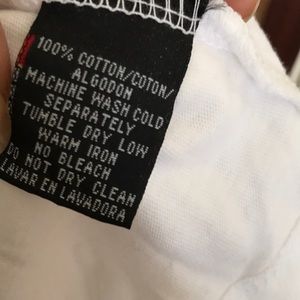 100% COTTON/COTON/
ALGODON
MACHINE WASH COLD
SEPARATELY
TUMBLE DRY LOW
WARM IRON
NO BLEACH
DO NOT DRY CLEAN
LAVAR EN LAVADORA